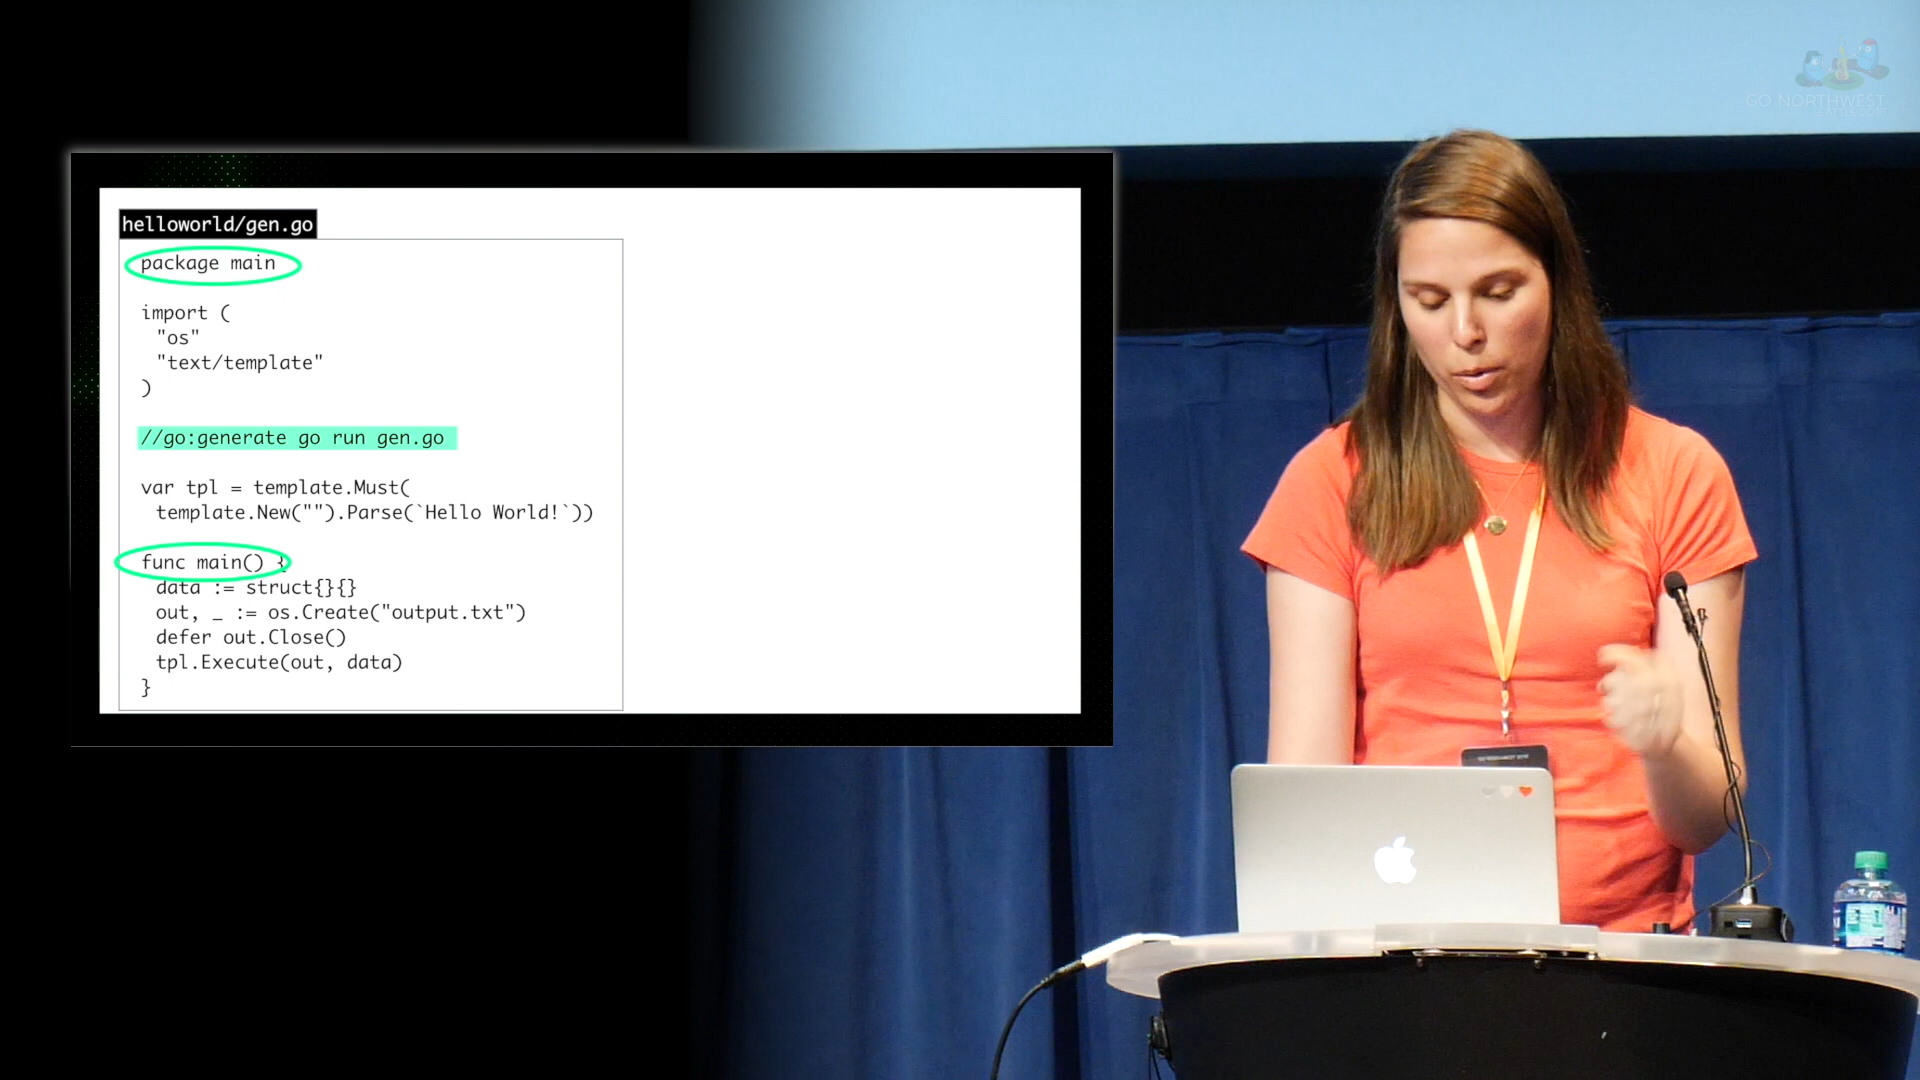 GO NORTHWEST
helloworld/gen.go
package main
import (
"os"
"text/template"
)
//go:generate go run gen.go
var tpl = template.Must(
template.New("").Parse(`Hello World!`))
func main() {
data := struct{}{}
out, _ := os.Create("output.txt")
defer out.Close()
tpl.Execute(out, data)
}